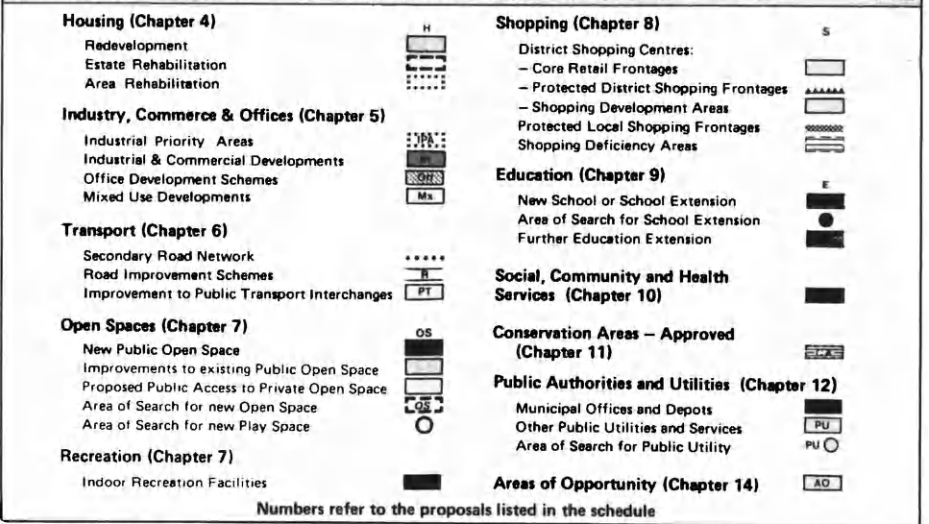 Housing (Chapter 4)
H
Redevelopment
Estate Rehabilitation
Area Rehabilitation
Industry, Commerce & Offices (Chapter 5)
Industrial Priority Areas IPA
Industrial & Commercial Developments
Office Development Schemes Off
Mixed Use Developments Mx
Transport (Chapter 6)
Secondary Road Network
Road Improvement Schemes R
Improvement to Public Transport Interchanges PT
Open Spaces (Chapter 7)
OS
New Public Open Space
Improvements to existing Public Open Space
Proposed Public Access to Private Open Space
Area of Search for new Open Space OS
Area of Search for new Play Space
Recreation (Chapter 7)
Indoor Recreation Facilities
Shopping (Chapter 8)
S
District Shopping Centres:
– Core Retail Frontages
– Protected District Shopping Frontages
– Shopping Development Areas
Protected Local Shopping Frontages
Shopping Deficiency Areas
Education (Chapter 9)
E
New School or School Extension
Area of Search for School Extension
Further Education Extension
Social, Community and Health
Services (Chapter 10)
Conservation Areas – Approved
(Chapter 11)
Public Authorities and Utilities (Chapter 12)
Municipal Offices and Depots
Other Public Utilities and Services PU
Area of Search for Public Utility PU
Areas of Opportunity (Chapter 14) AO
Numbers refer to the proposals listed in the schedule